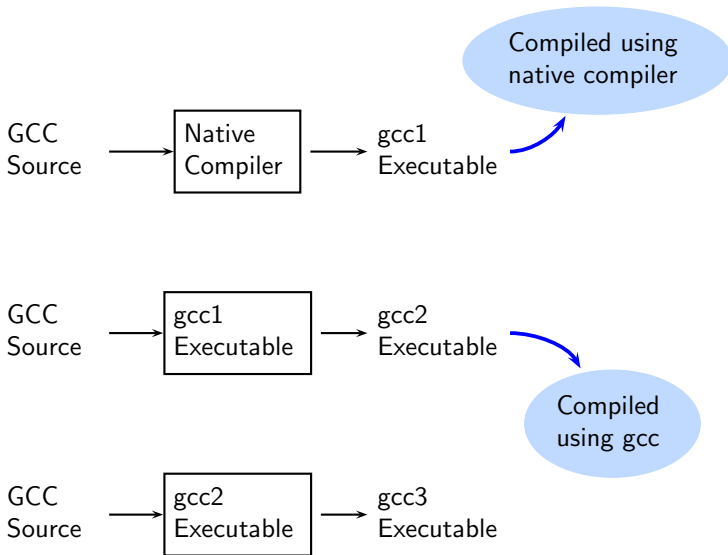 Compiled using
native compiler
GCC
Source
Native
Compiler
gcc1
Executable
GCC
Source
gcc1
Executable
gcc2
Executable
Compiled
using gcc
GCC
Source
gcc2
Executable
gcc3
Executable